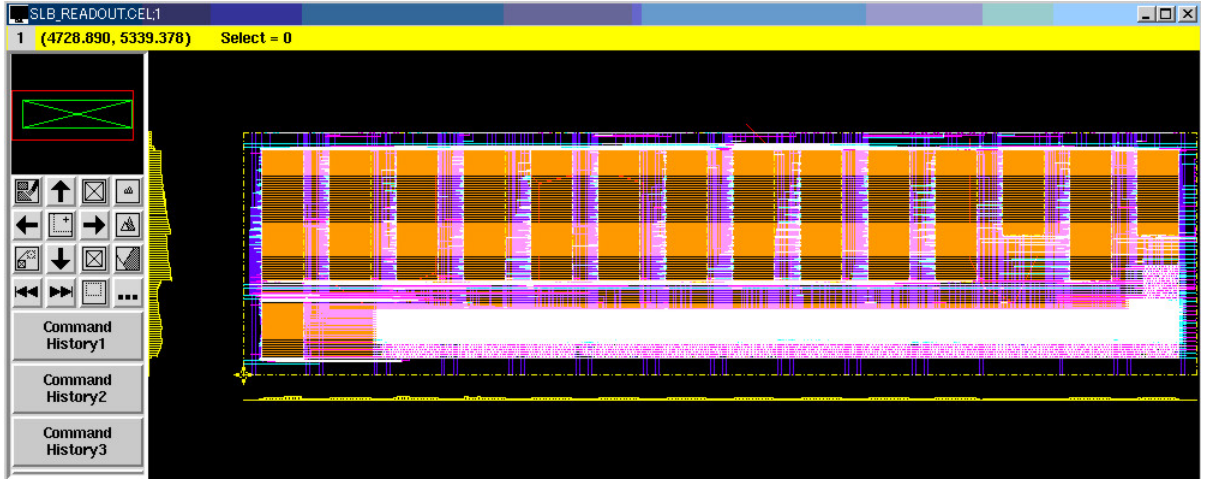 SLB_READOUT.CEL;1
1 (4728.890, 5339.378) Select = 0
Command
History1
Command
History2
Command
History3